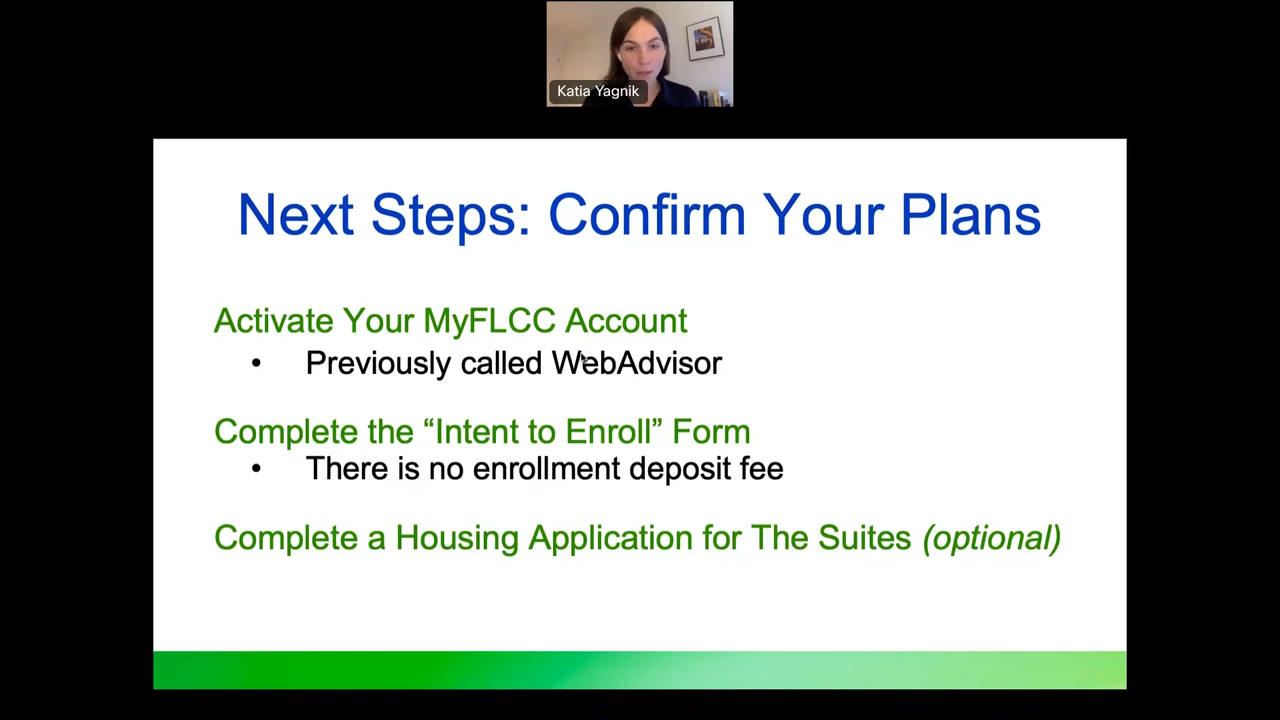 Katia Yagnik
Next Steps: Confirm Your Plans
Activate Your MyFLCC Account
• Previously called WebAdvisor
Complete the “Intent to Enroll” Form
• There is no enrollment deposit fee
Complete a Housing Application for The Suites (optional)